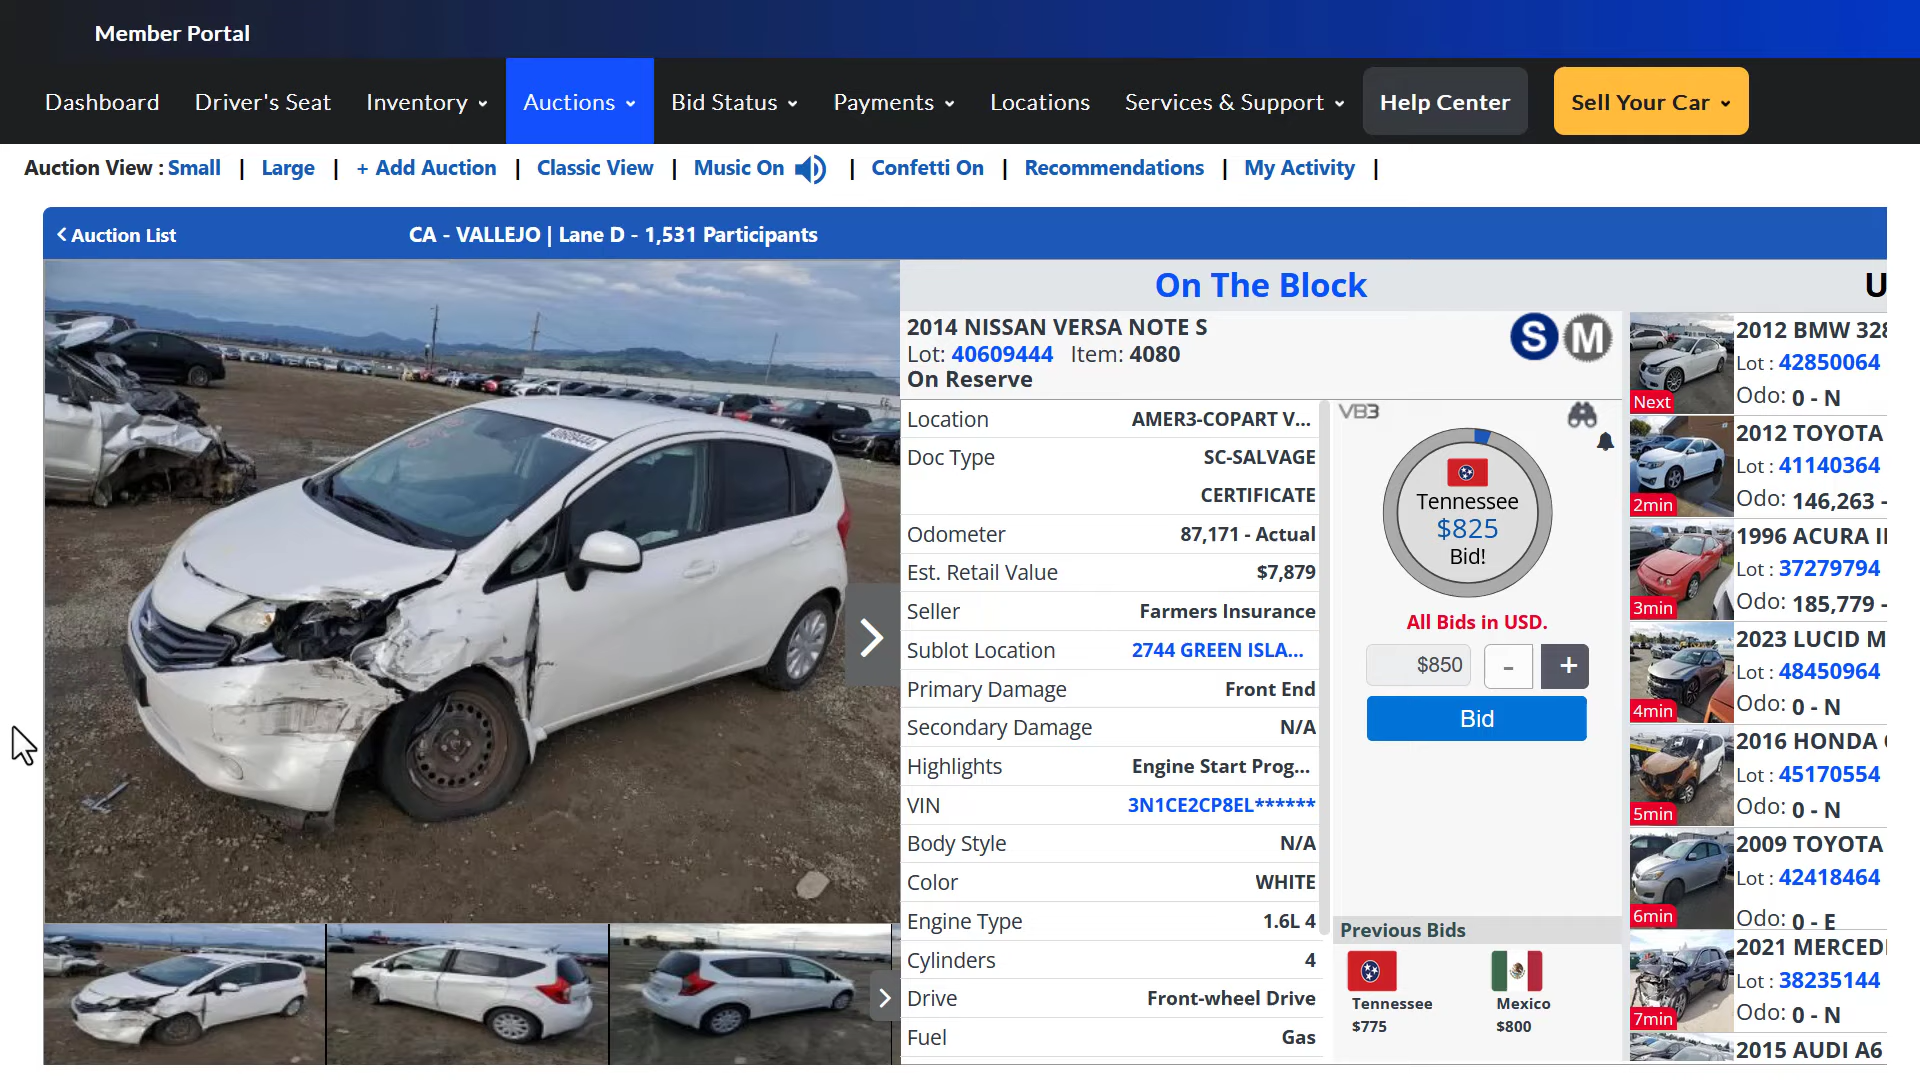 Member Portal
Dashboard Driver's Seat Inventory Auctions Bid Status Payments Locations Services & Support Help Center Sell Your Car
Auction View : Small | Large | + Add Auction | Classic View | Music On | Confetti On | Recommendations | My Activity |
Auction List CA - VALLEJO | Lane D - 1,531 Participants
On The Block U
2014 NISSAN VERSA NOTE S
Lot: 40609444 Item: 4080
On Reserve
S M
Location AMER3-COPART V...
Doc Type SC-SALVAGE
CERTIFICATE
Odometer 87,171 - Actual
Est. Retail Value $7,879
Seller Farmers Insurance
Sublot Location 2744 GREEN ISLA...
Primary Damage Front End
Secondary Damage N/A
Highlights Engine Start Prog...
VIN 3N1CE2CP8EL******
Body Style N/A
Color WHITE
Engine Type 1.6L 4
Cylinders 4
Drive Front-wheel Drive
Fuel Gas
VB3
Tennessee
$825
Bid!
All Bids in USD.
$850 - +
Bid
Previous Bids
Tennessee Mexico
$775 $800
2012 BMW 328
Lot : 42850064
Odo: 0 - N
Next
2012 TOYOTA
Lot : 41140364
Odo: 146,263 -
2min
1996 ACURA I
Lot : 37279794
Odo: 185,779 -
3min
2023 LUCID M
Lot : 48450964
Odo: 0 - N
4min
2016 HONDA
Lot : 45170554
Odo: 0 - N
5min
2009 TOYOTA
Lot : 42418464
Odo: 0 - E
6min
2021 MERCED
Lot : 38235144
Odo: 0 - N
7min
2015 AUDI A6
40609444